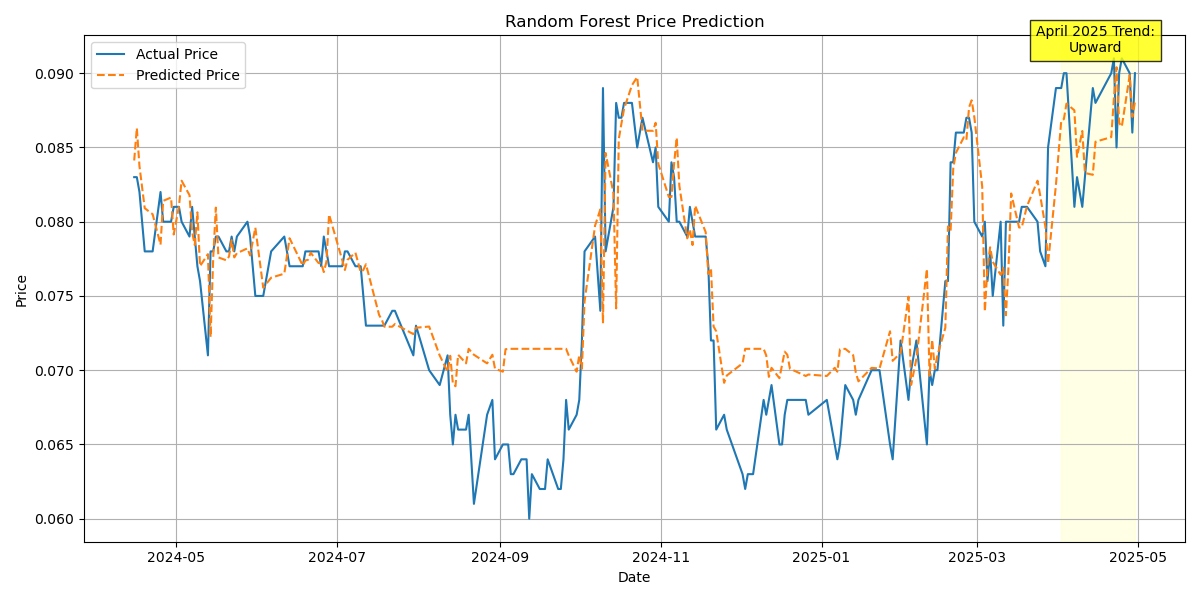 Random Forest Price Prediction
April 2025 Trend:
Upward
Actual Price
Predicted Price
0.090
0.085
0.080
0.075
0.070
0.065
0.060
Price
2024-05
2024-07
2024-09
2024-11
2025-01
2025-03
2025-05
Date